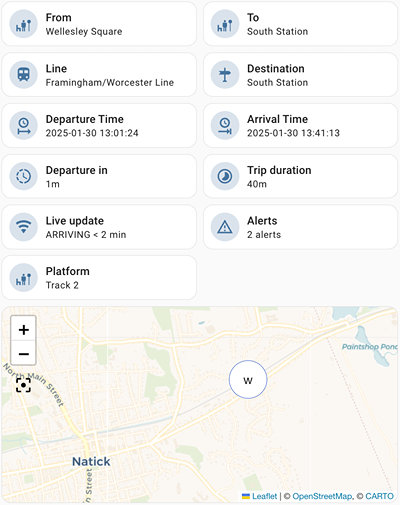 From
Wellesley Square
To
South Station
Line
Framingham/Worcester Line
Destination
South Station
Departure Time
2025-01-30 13:01:24
Arrival Time
2025-01-30 13:41:13
Departure in
1m
Trip duration
40m
Live update
ARRIVING < 2 min
Alerts
2 alerts
Platform
Track 2
+
−
North Main Street
Paintshop Pond
W
Natick
h Main Street
Leaflet | © OpenStreetMap, © CARTO